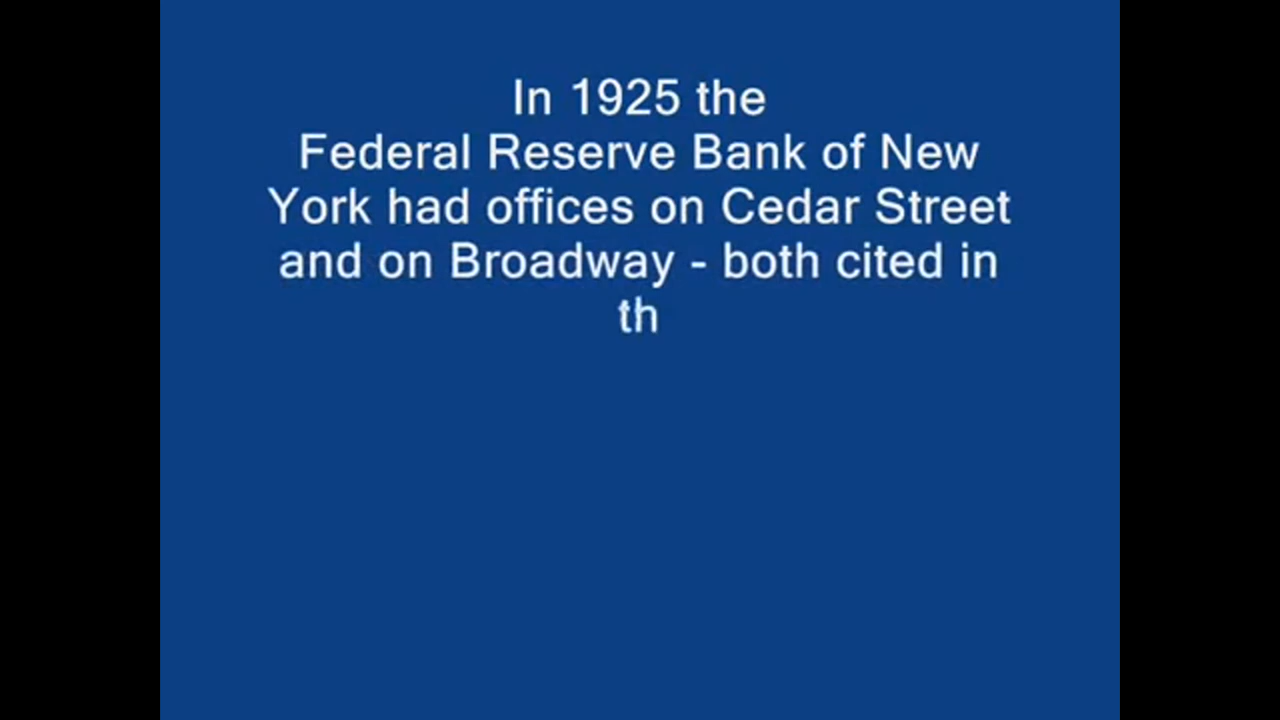 In 1925 the
Federal Reserve Bank of New
York had offices on Cedar Street
and on Broadway - both cited in
th